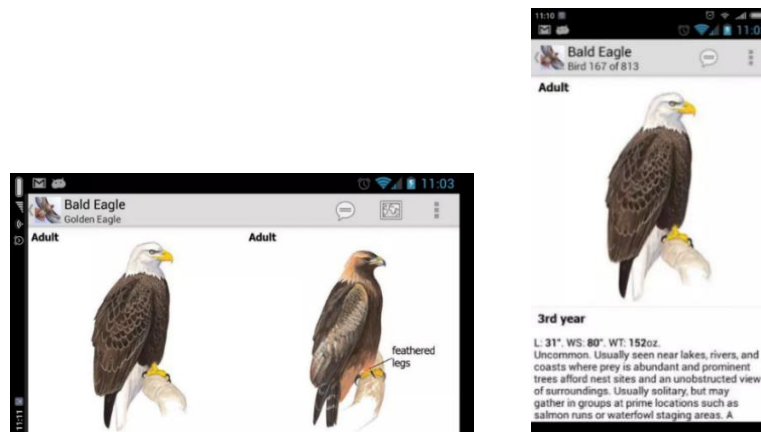 11:03
Bald Eagle
Golden Eagle
Adult
Adult
feathered
legs
11:11
11:10
11:0
Bald Eagle
Bird 167 of 813
Adult
3rd year
L: 31". WS: 80". WT: 152oz.
Uncommon. Usually seen near lakes, rivers, and
coasts where prey is abundant and prominent
trees afford nest sites and an unobstructed view
of surroundings. Usually solitary, but may
gather in groups at prime locations such as
salmon runs or waterfowl staging areas. A